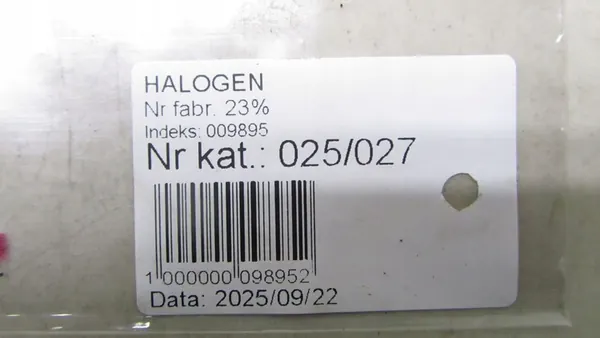 HALOGEN
Nr fabr. 23%
Indeks: 009895
Nr kat.: 025/027
1 000000 098952
Data: 2025/09/22